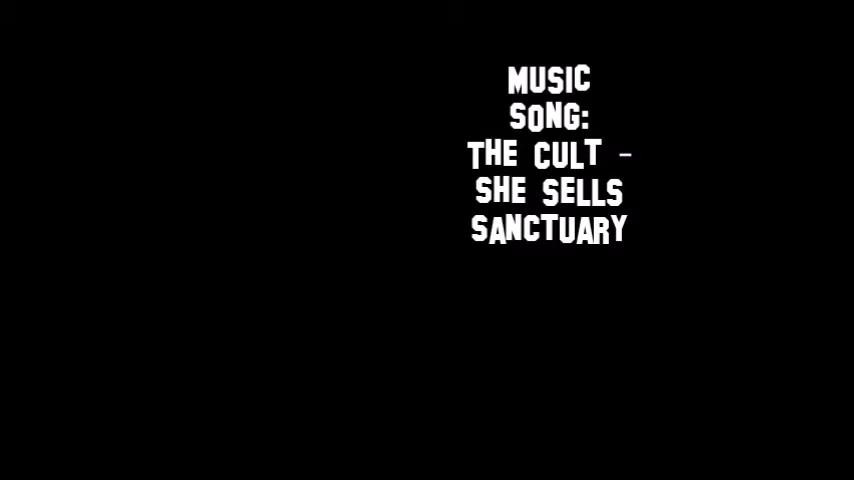 MUSIC
SONG:
THE CULT -
SHE SELLS
SANCTUARY